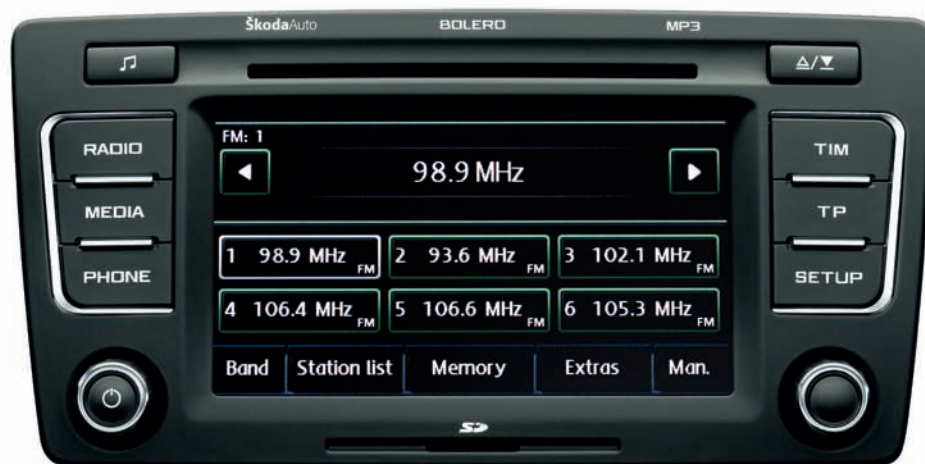 ŠkodaAuto BOLERO MP3
RADIO
MEDIA
PHONE
FM: 1
98.9 MHz
1 98.9 MHz FM
2 93.6 MHz FM
3 102.1 MHz FM
4 106.4 MHz FM
5 106.6 MHz FM
6 105.3 MHz FM
Band Station list Memory Extras Man.
TIM
TP
SETUP
SD